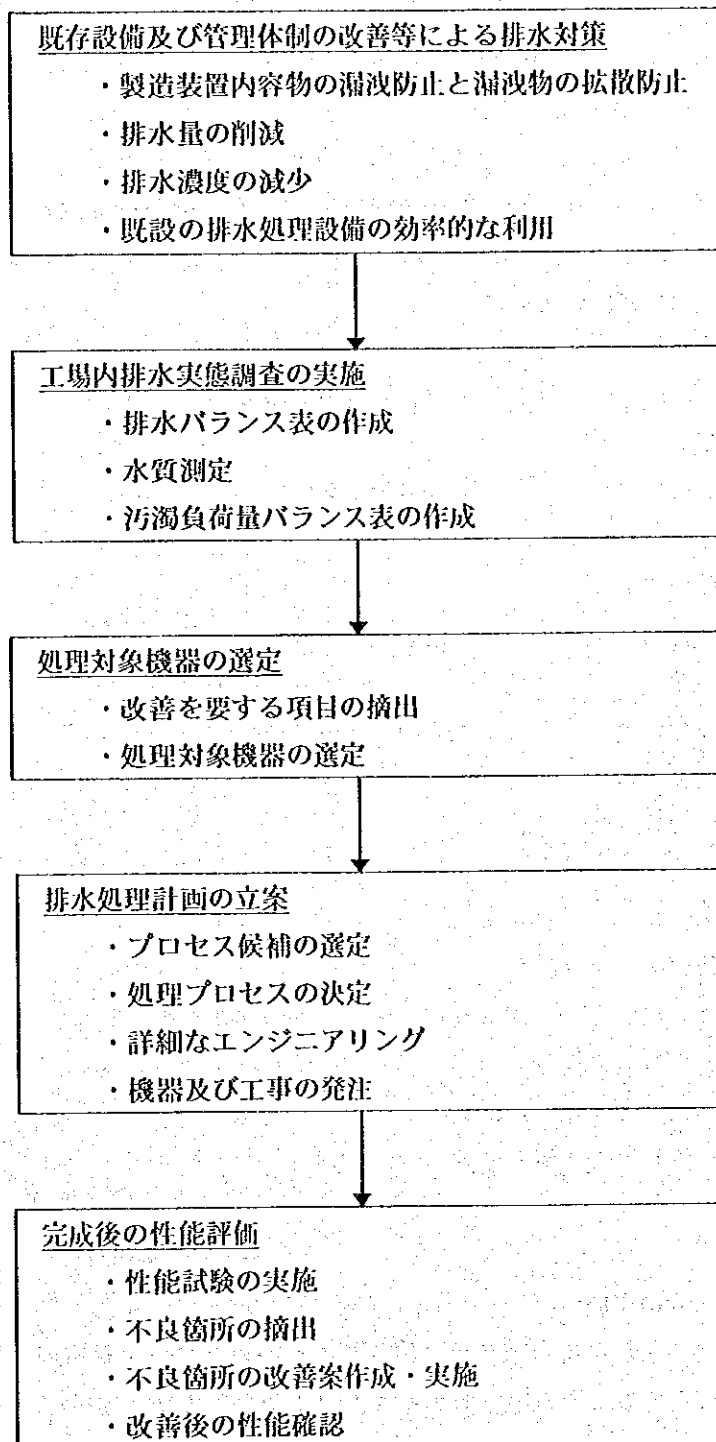 既存設備及び管理体制の改善等による排水対策
・製造装置内容物の漏洩防止と漏洩物の拡散防止
・排水量の削減
・排水濃度の減少
・既設の排水処理設備の効率的な利用
工場内排水実態調査の実施
・排水バランス表の作成
・水質測定
・汚濁負荷量バランス表の作成
処理対象機器の選定
・改善を要する項目の摘出
・処理対象機器の選定
排水処理計画の立案
・プロセス候補の選定
・処理プロセスの決定
・詳細なエンジニアリング
・機器及び工事の発注
完成後の性能評価
・性能試験の実施
・不良箇所の摘出
・不良箇所の改善案作成・実施
・改善後の性能確認